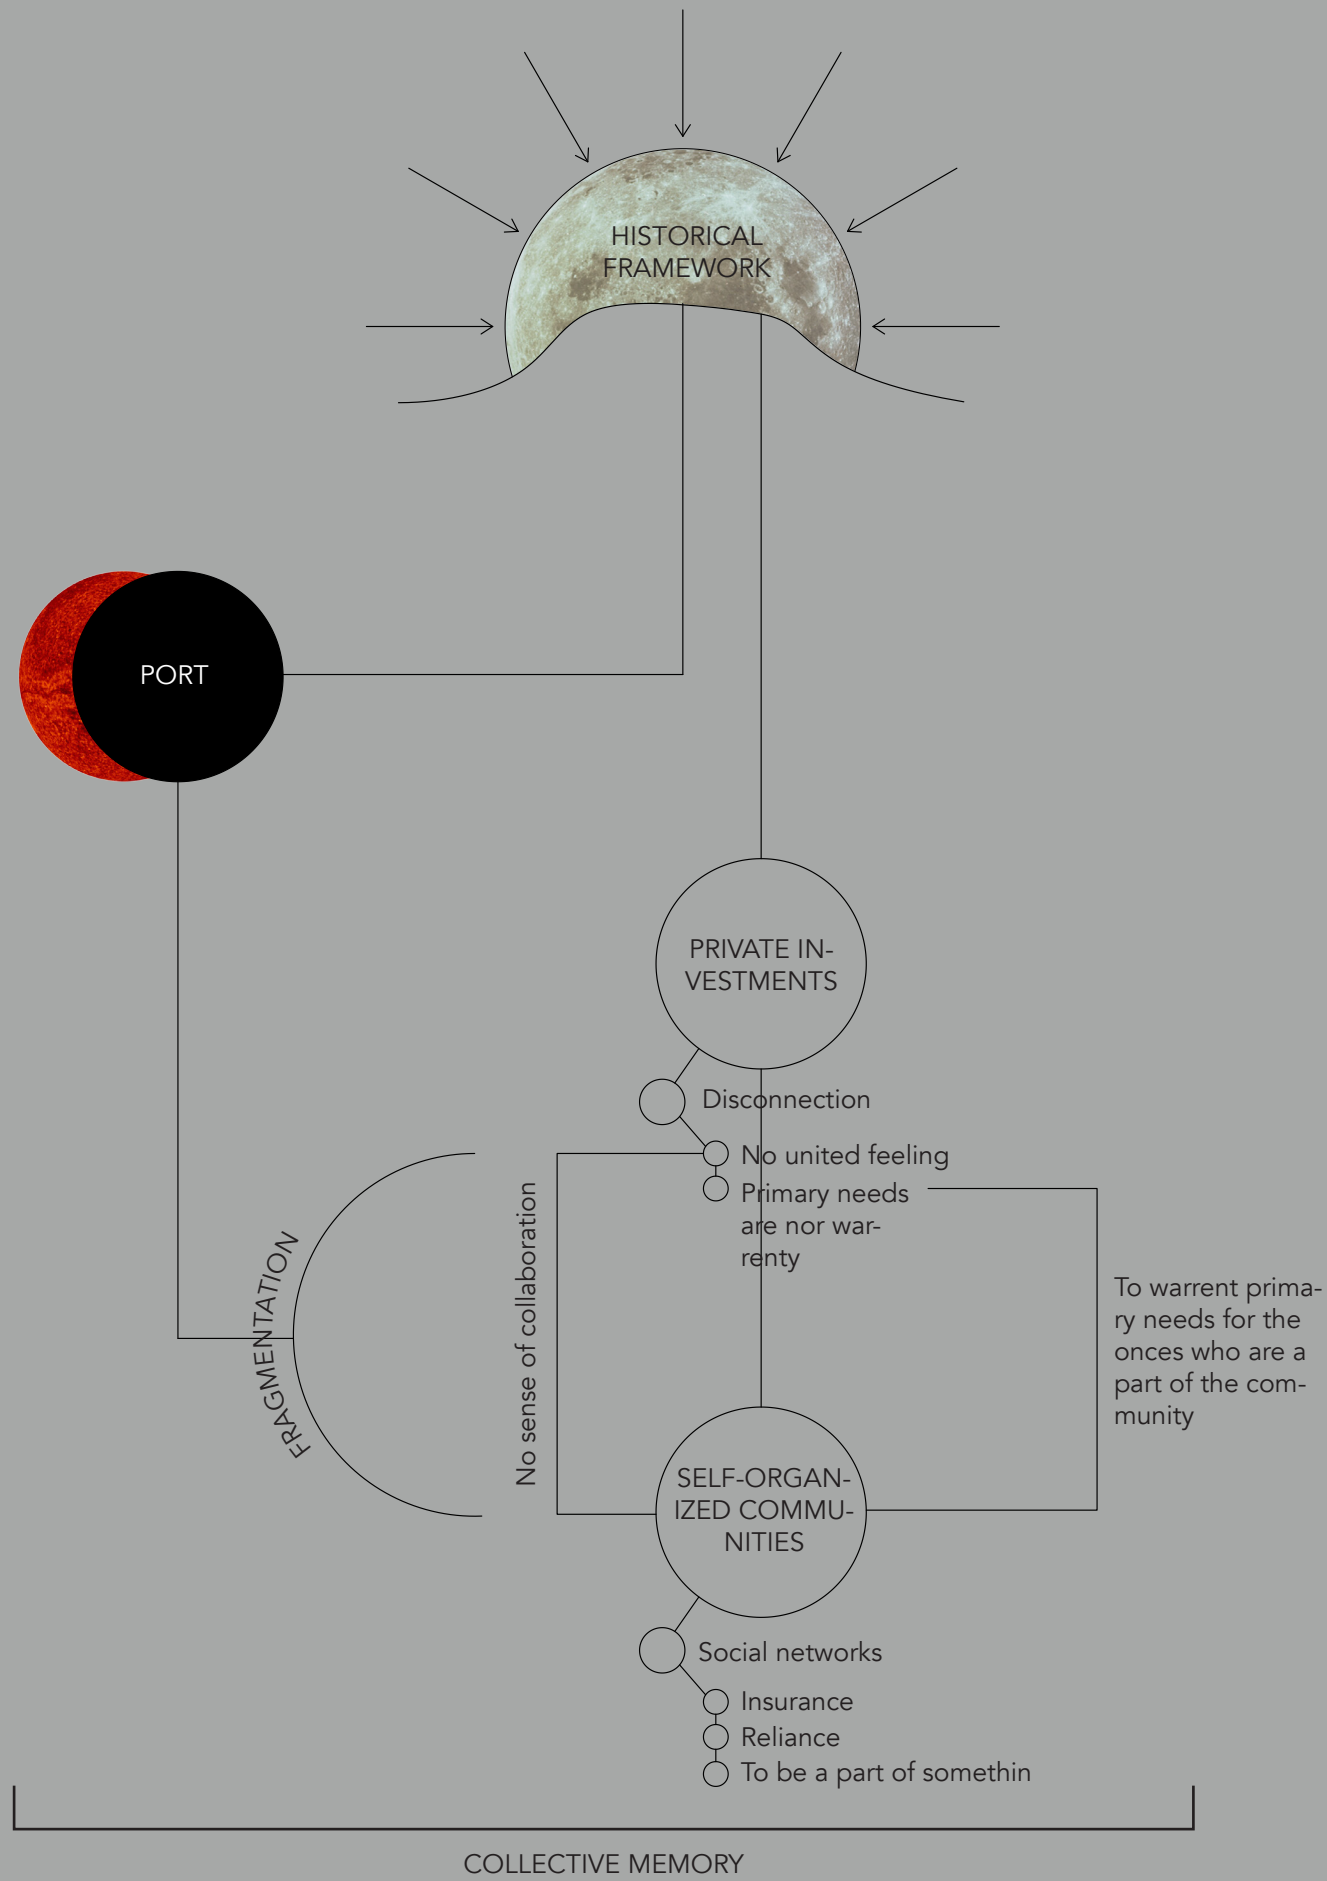 HISTORICAL
FRAMEWORK
PORT
PRIVATE IN-
VESTMENTS
Disconnection
No united feeling
Primary needs
are nor war-
renty
FRAGMENTATION
No sense of collaboration
To warrent prima-
ry needs for the
onces who are a
part of the com-
munity
SELF-ORGAN-
IZED COMMU-
NITIES
Social networks
Insurance
Reliance
To be a part of somethin
COLLECTIVE MEMORY